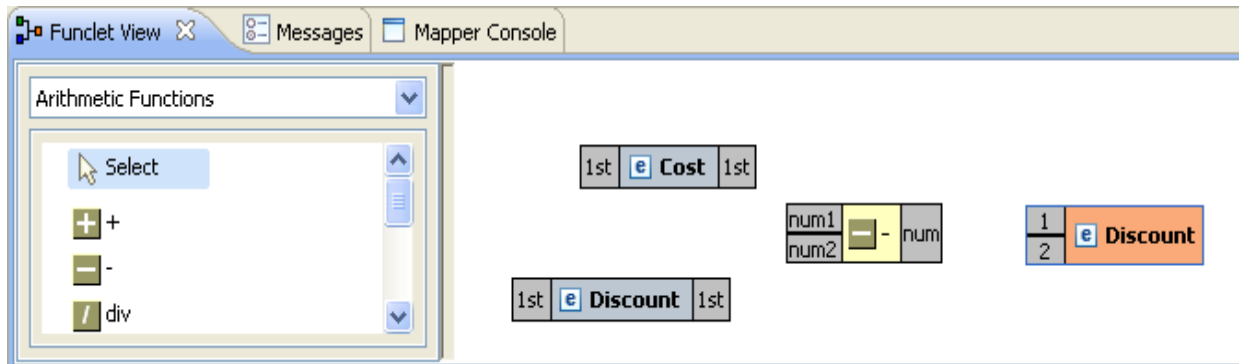 Funclet View Messages Mapper Console
Arithmetic Functions
Select
+
-
div
1st e Cost 1st
num1
num2
- num
1
2
e Discount
1st e Discount 1st